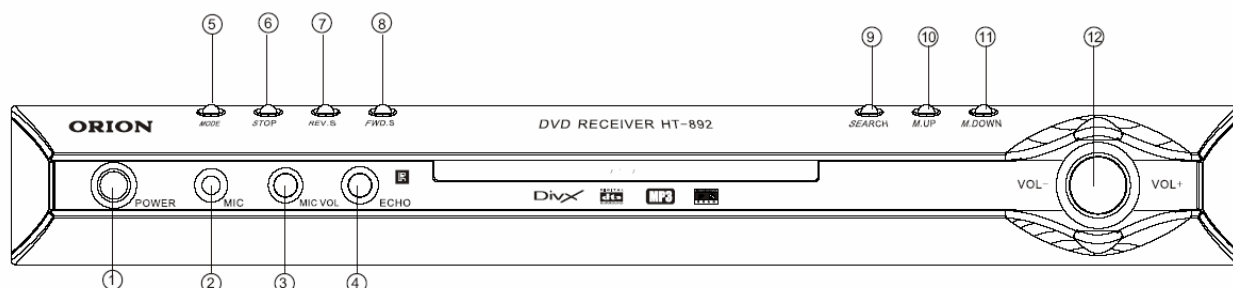 ⑤ ⑥ ⑦ ⑧ ⑨ ⑩ ⑪ ⑫
MODE STOP REV.S FWD.S SEARCH M.UP M.DOWN
ORION DVD RECEIVER HT-892
VOL- VOL+
POWER MIC MIC VOL ECHO
DivX
① ② ③ ④